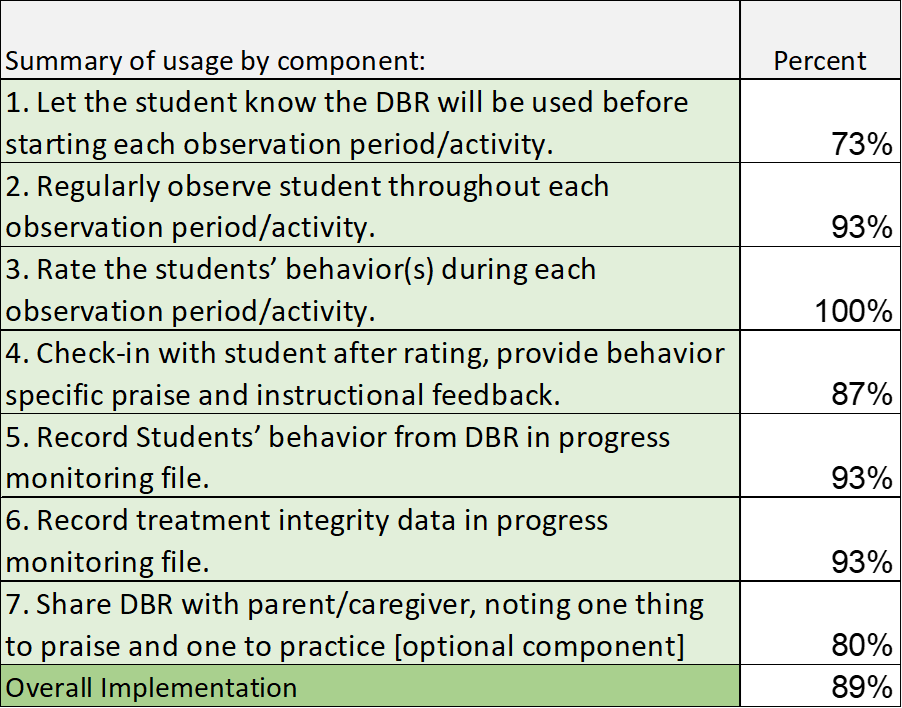 Summary of usage by component: Percent
1. Let the student know the DBR will be used before
starting each observation period/activity. 73%
2. Regularly observe student throughout each
observation period/activity. 93%
3. Rate the students’ behavior(s) during each
observation period/activity. 100%
4. Check-in with student after rating, provide behavior
specific praise and instructional feedback. 87%
5. Record Students’ behavior from DBR in progress
monitoring file. 93%
6. Record treatment integrity data in progress
monitoring file. 93%
7. Share DBR with parent/caregiver, noting one thing
to praise and one to practice [optional component] 80%
Overall Implementation 89%